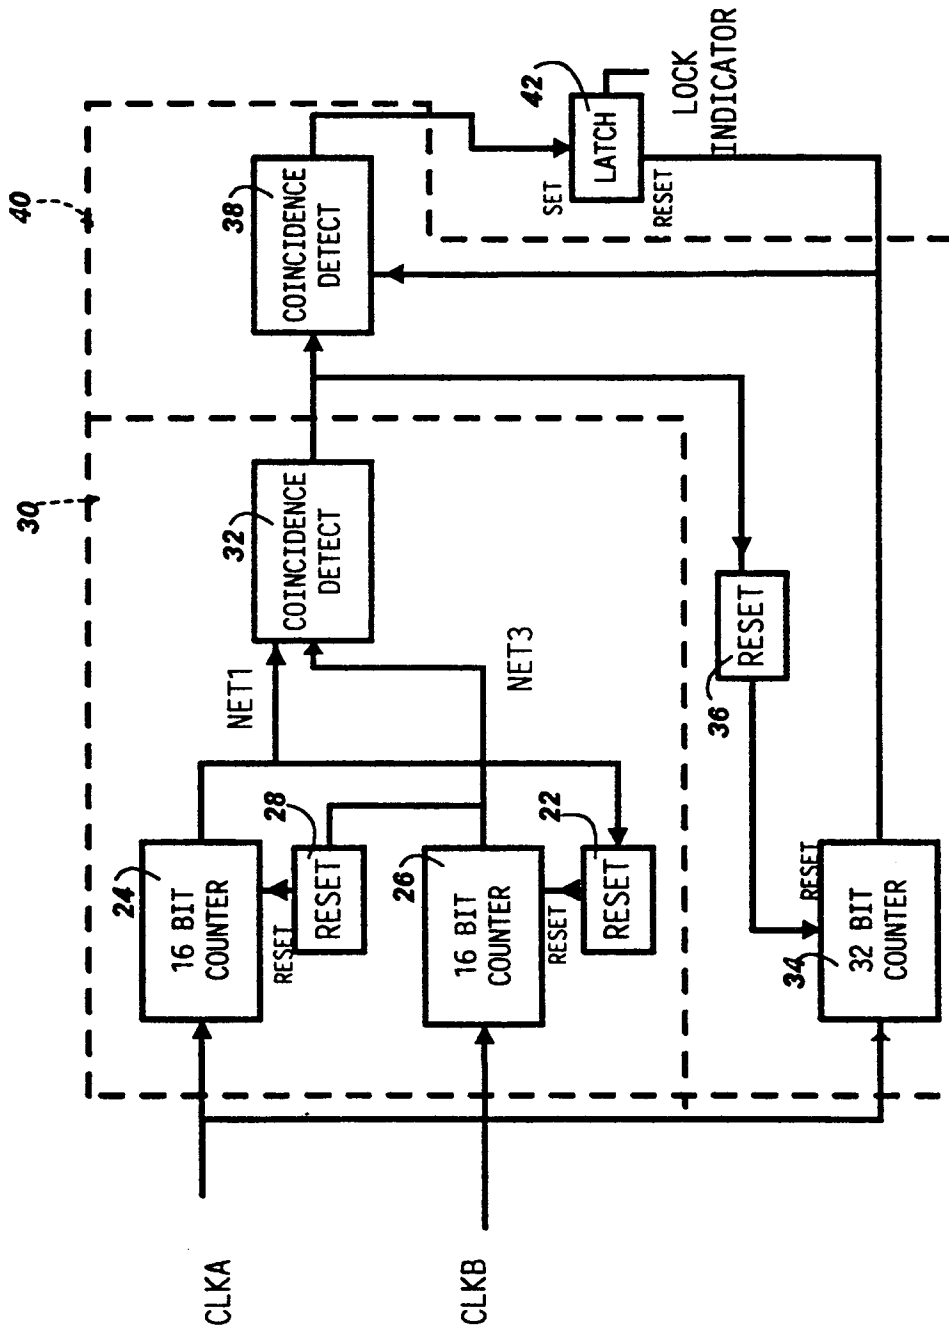 40
30
CLKA
24
16 BIT
COUNTER
RESET
28
RESET
NET1
32
COINCIDENCE
DETECT
38
COINCIDENCE
DETECT
CLKB
26
16 BIT
COUNTER
RESET
22
RESET
NET3
SET
42
LATCH
RESET
LOCK
INDICATOR
36
RESET
34
32 BIT
COUNTER
RESET